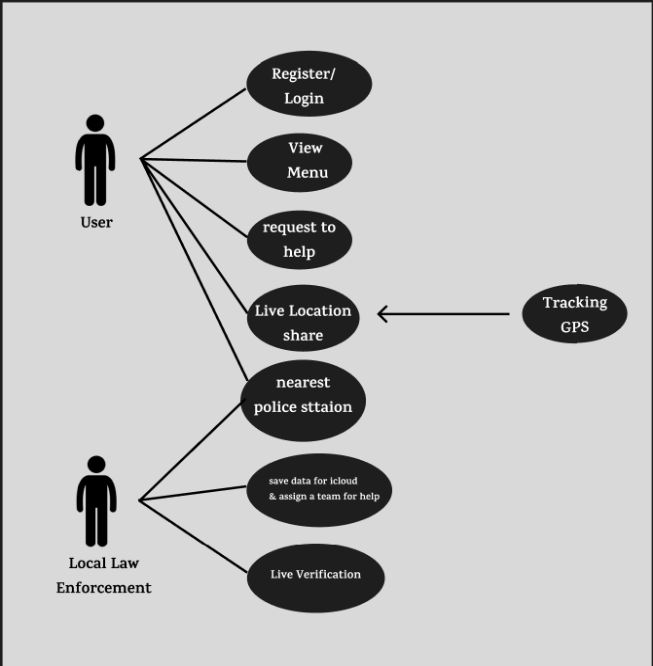 Register/
Login
View
Menu
User
request to
help
Live Location
share
Tracking
GPS
nearest
police sttaion
save data for icloud
& assign a team for help
Local Law
Enforcement
Live Verification